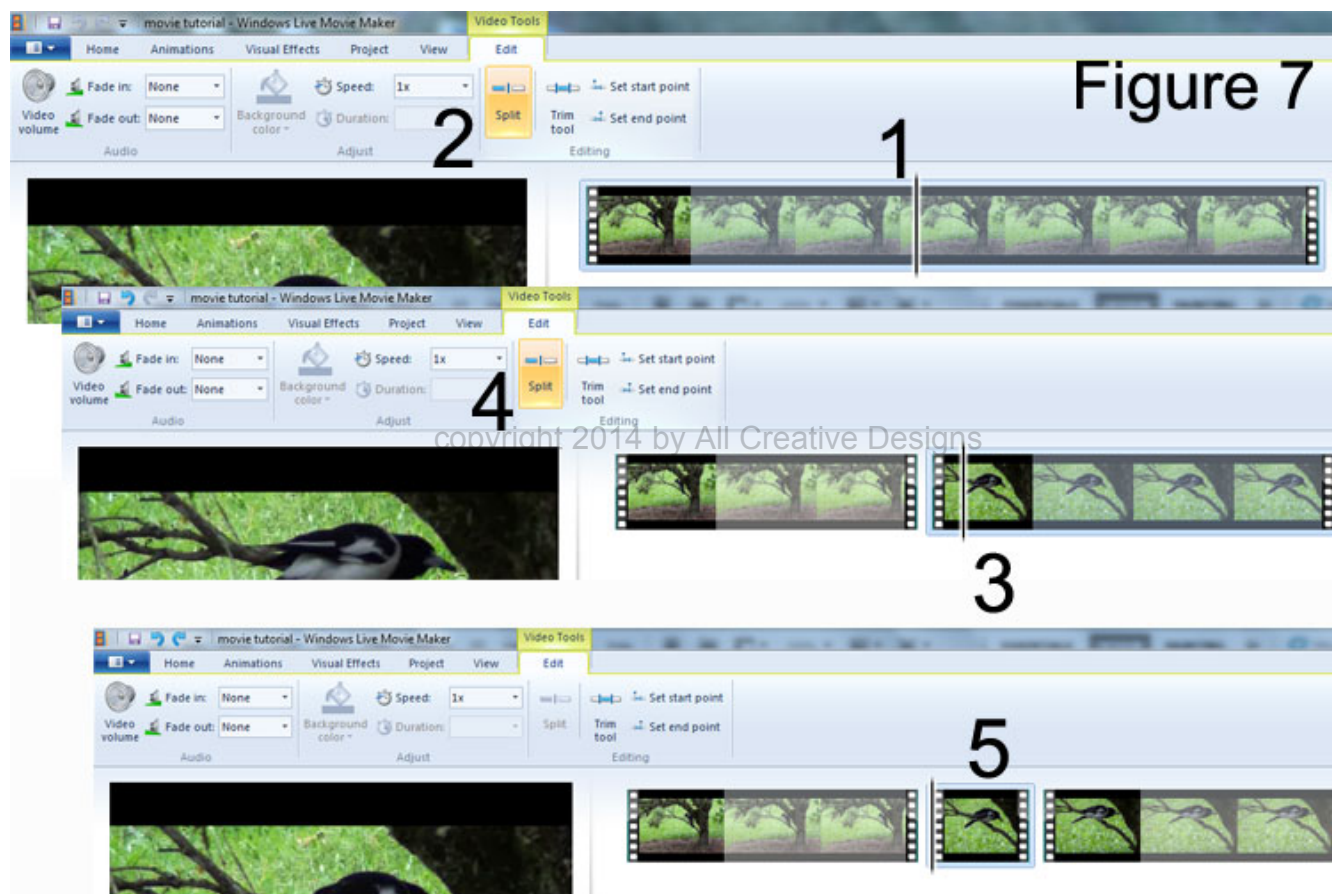 movie tutorial - Windows Live Movie Maker
Video Tools
Home Animations Visual Effects Project View Edit
Figure 7
Fade in: None
Speed: 1x
Set start point
Video volume
Fade out: None
Background color
Duration:
Split
Trim tool
Set end point
Audio
Adjust
Editing
2
1
movie tutorial - Windows Live Movie Maker
Video Tools
Home Animations Visual Effects Project View Edit
Fade in: None
Speed: 1x
Set start point
Video volume
Fade out: None
Background color
Duration:
Split
Trim tool
Set end point
Audio
Adjust
Editing
4
copyright 2014 by All Creative Designs
3
movie tutorial - Windows Live Movie Maker
Video Tools
Home Animations Visual Effects Project View Edit
Fade in: None
Speed: 1x
Set start point
Video volume
Fade out: None
Background color
Duration:
Split
Trim tool
Set end point
Audio
Adjust
Editing
5